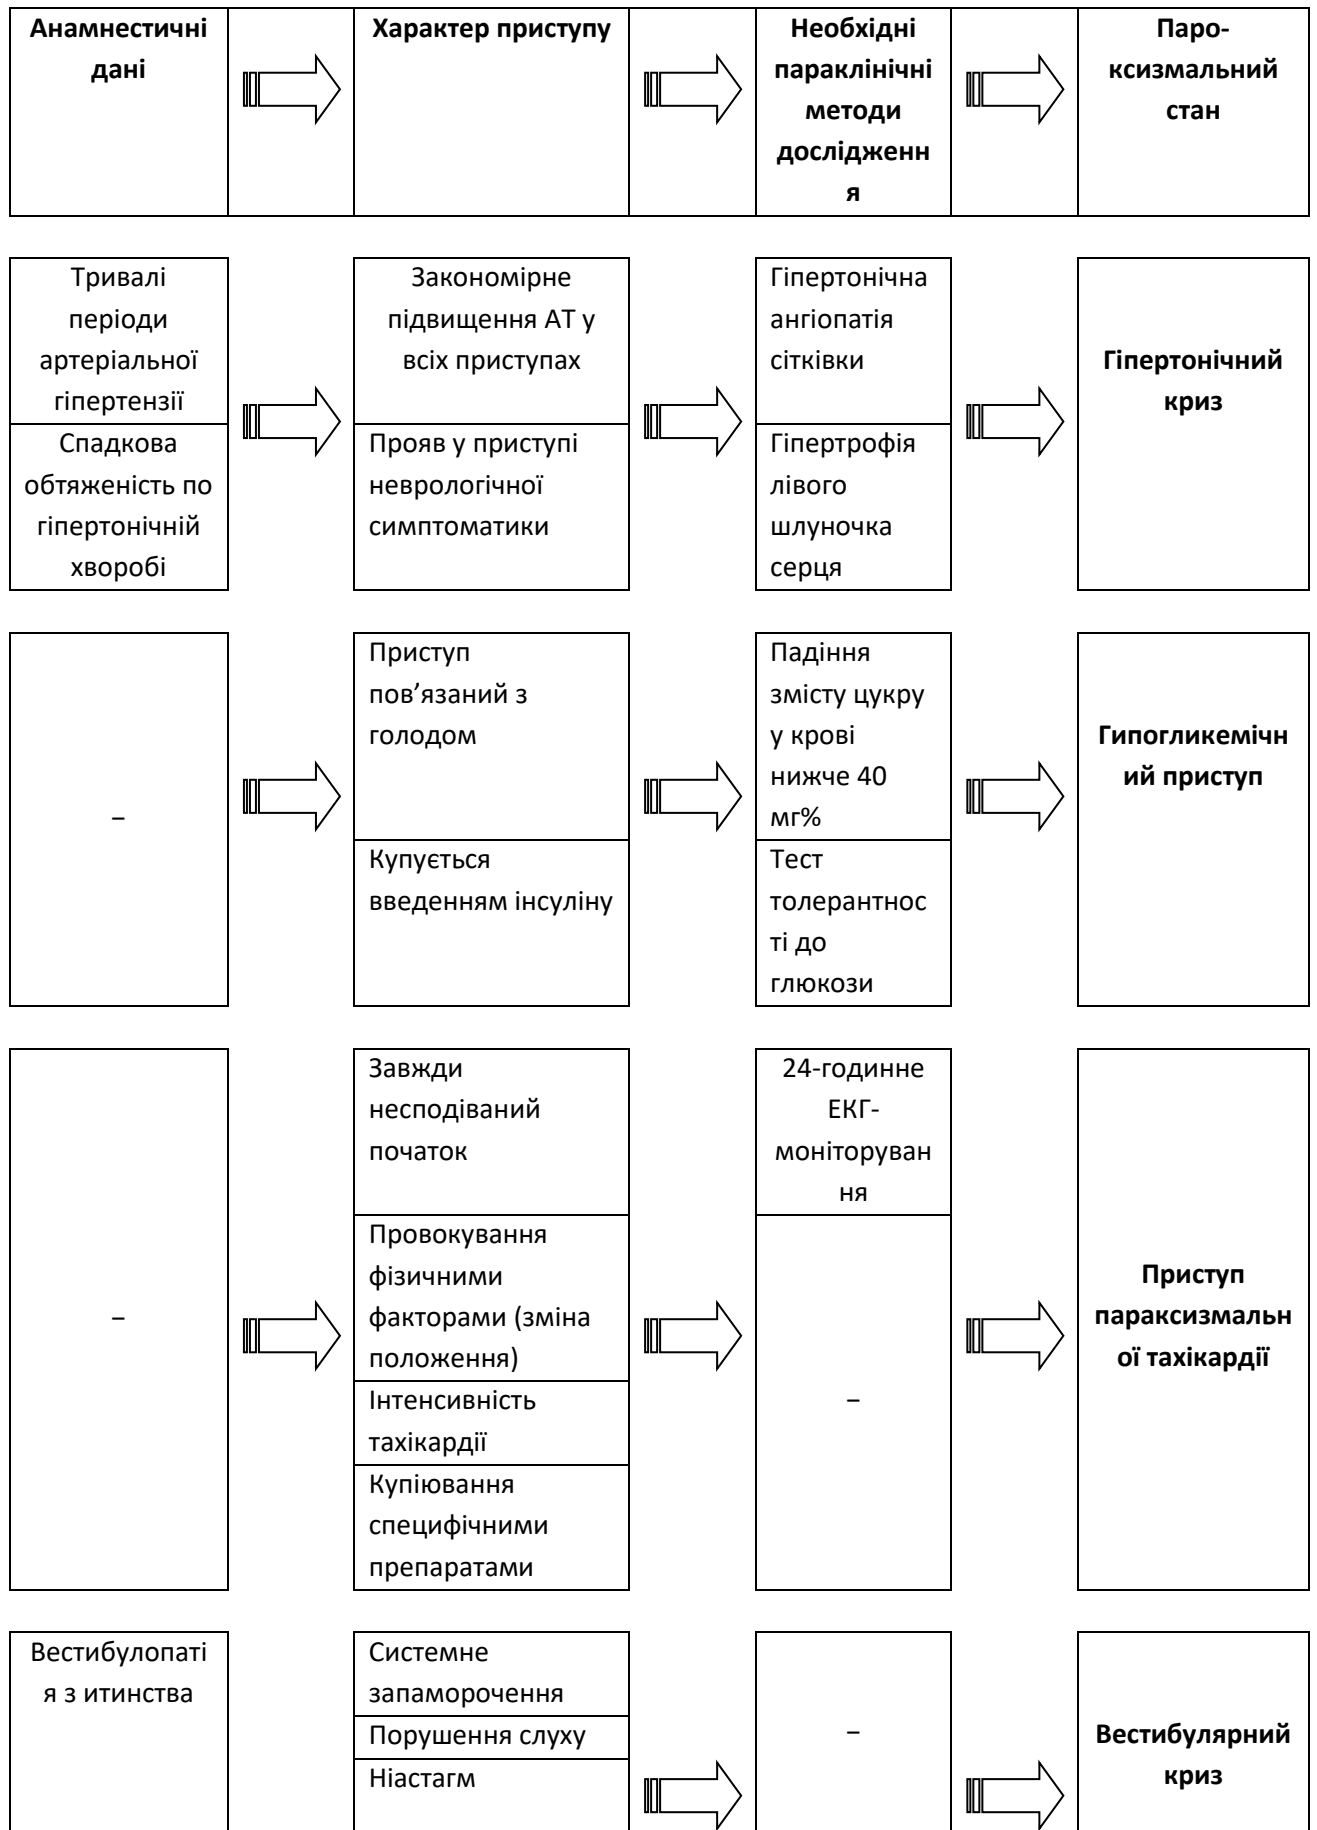 Анамнестичні
дані
Характер приступу
Необхідні
параклінічні
методи
дослідженн
я
Паро-
ксизмальний
стан
Тривалі
періоди
артеріальної
гіпертензії
Спадкова
обтяженість по
гіпертонічній
хворобі
Закономірне
підвищення АТ у
всіх приступах
Прояв у приступі
неврологічної
симптоматики
Гіпертонічна
ангіопатія
сітківки
Гіпертрофія
лівого
шлуночка
серця
Гіпертонічний
криз
–
Приступ
пов’язаний з
голодом
Купується
введенням інсуліну
Падіння
змісту цукру
у крові
нижче 40
мг%
Тест
толерантнос
ті до
глюкози
Гипогликемічн
ий приступ
–
Завжди
несподіваний
початок
Провокування
фізичними
факторами (зміна
положення)
Інтенсивність
тахікардії
Купіювання
специфічними
препаратами
24-годинне
ЕКГ-
моніторуван
ня
–
Приступ
параксизмальн
ої тахікардії
Вестибулопаті
я з итинства
Системне
запаморочення
Порушення слуху
Ніастагм
–
Вестибулярний
криз